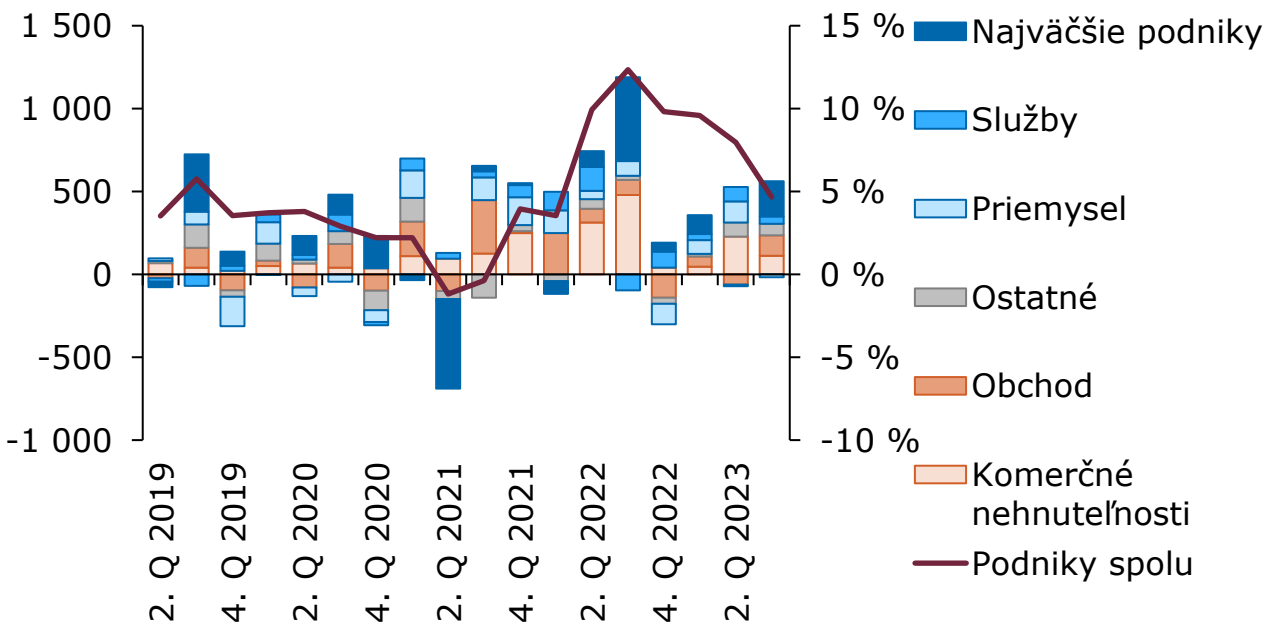 1 500
1 000
500
0
-500
-1 000
15 %
10 %
5 %
0 %
-5 %
-10 %
2. Q 2019
4. Q 2019
2. Q 2020
4. Q 2020
2. Q 2021
4. Q 2021
2. Q 2022
4. Q 2022
2. Q 2023
Najväčšie podniky
Služby
Priemysel
Ostatné
Obchod
Komerčné
nehnuteľnosti
Podniky spolu